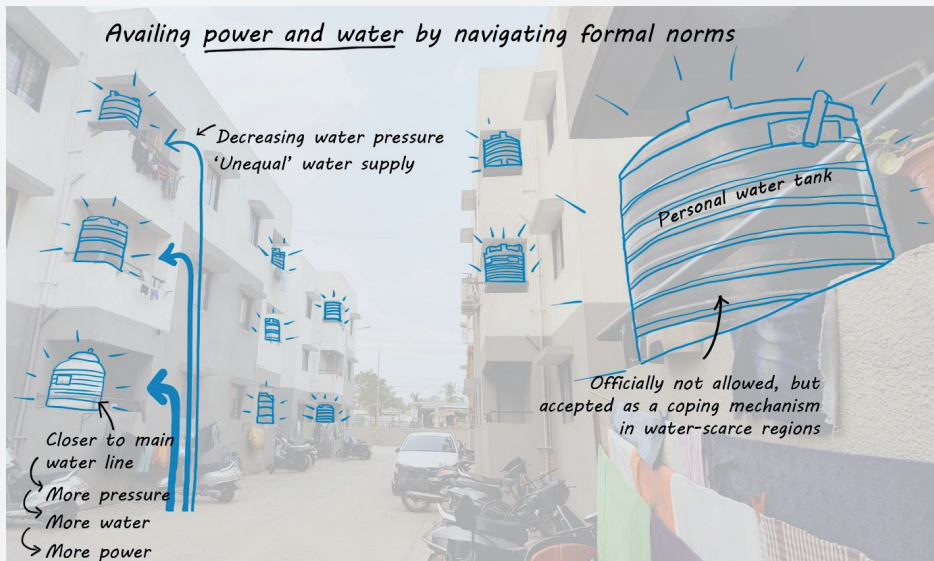 Availing power and water by navigating formal norms
Decreasing water pressure
'Unequal' water supply
Personal water tank
Officially not allowed, but
accepted as a coping mechanism
in water-scarce regions
Closer to main
water line
More pressure
More water
More power